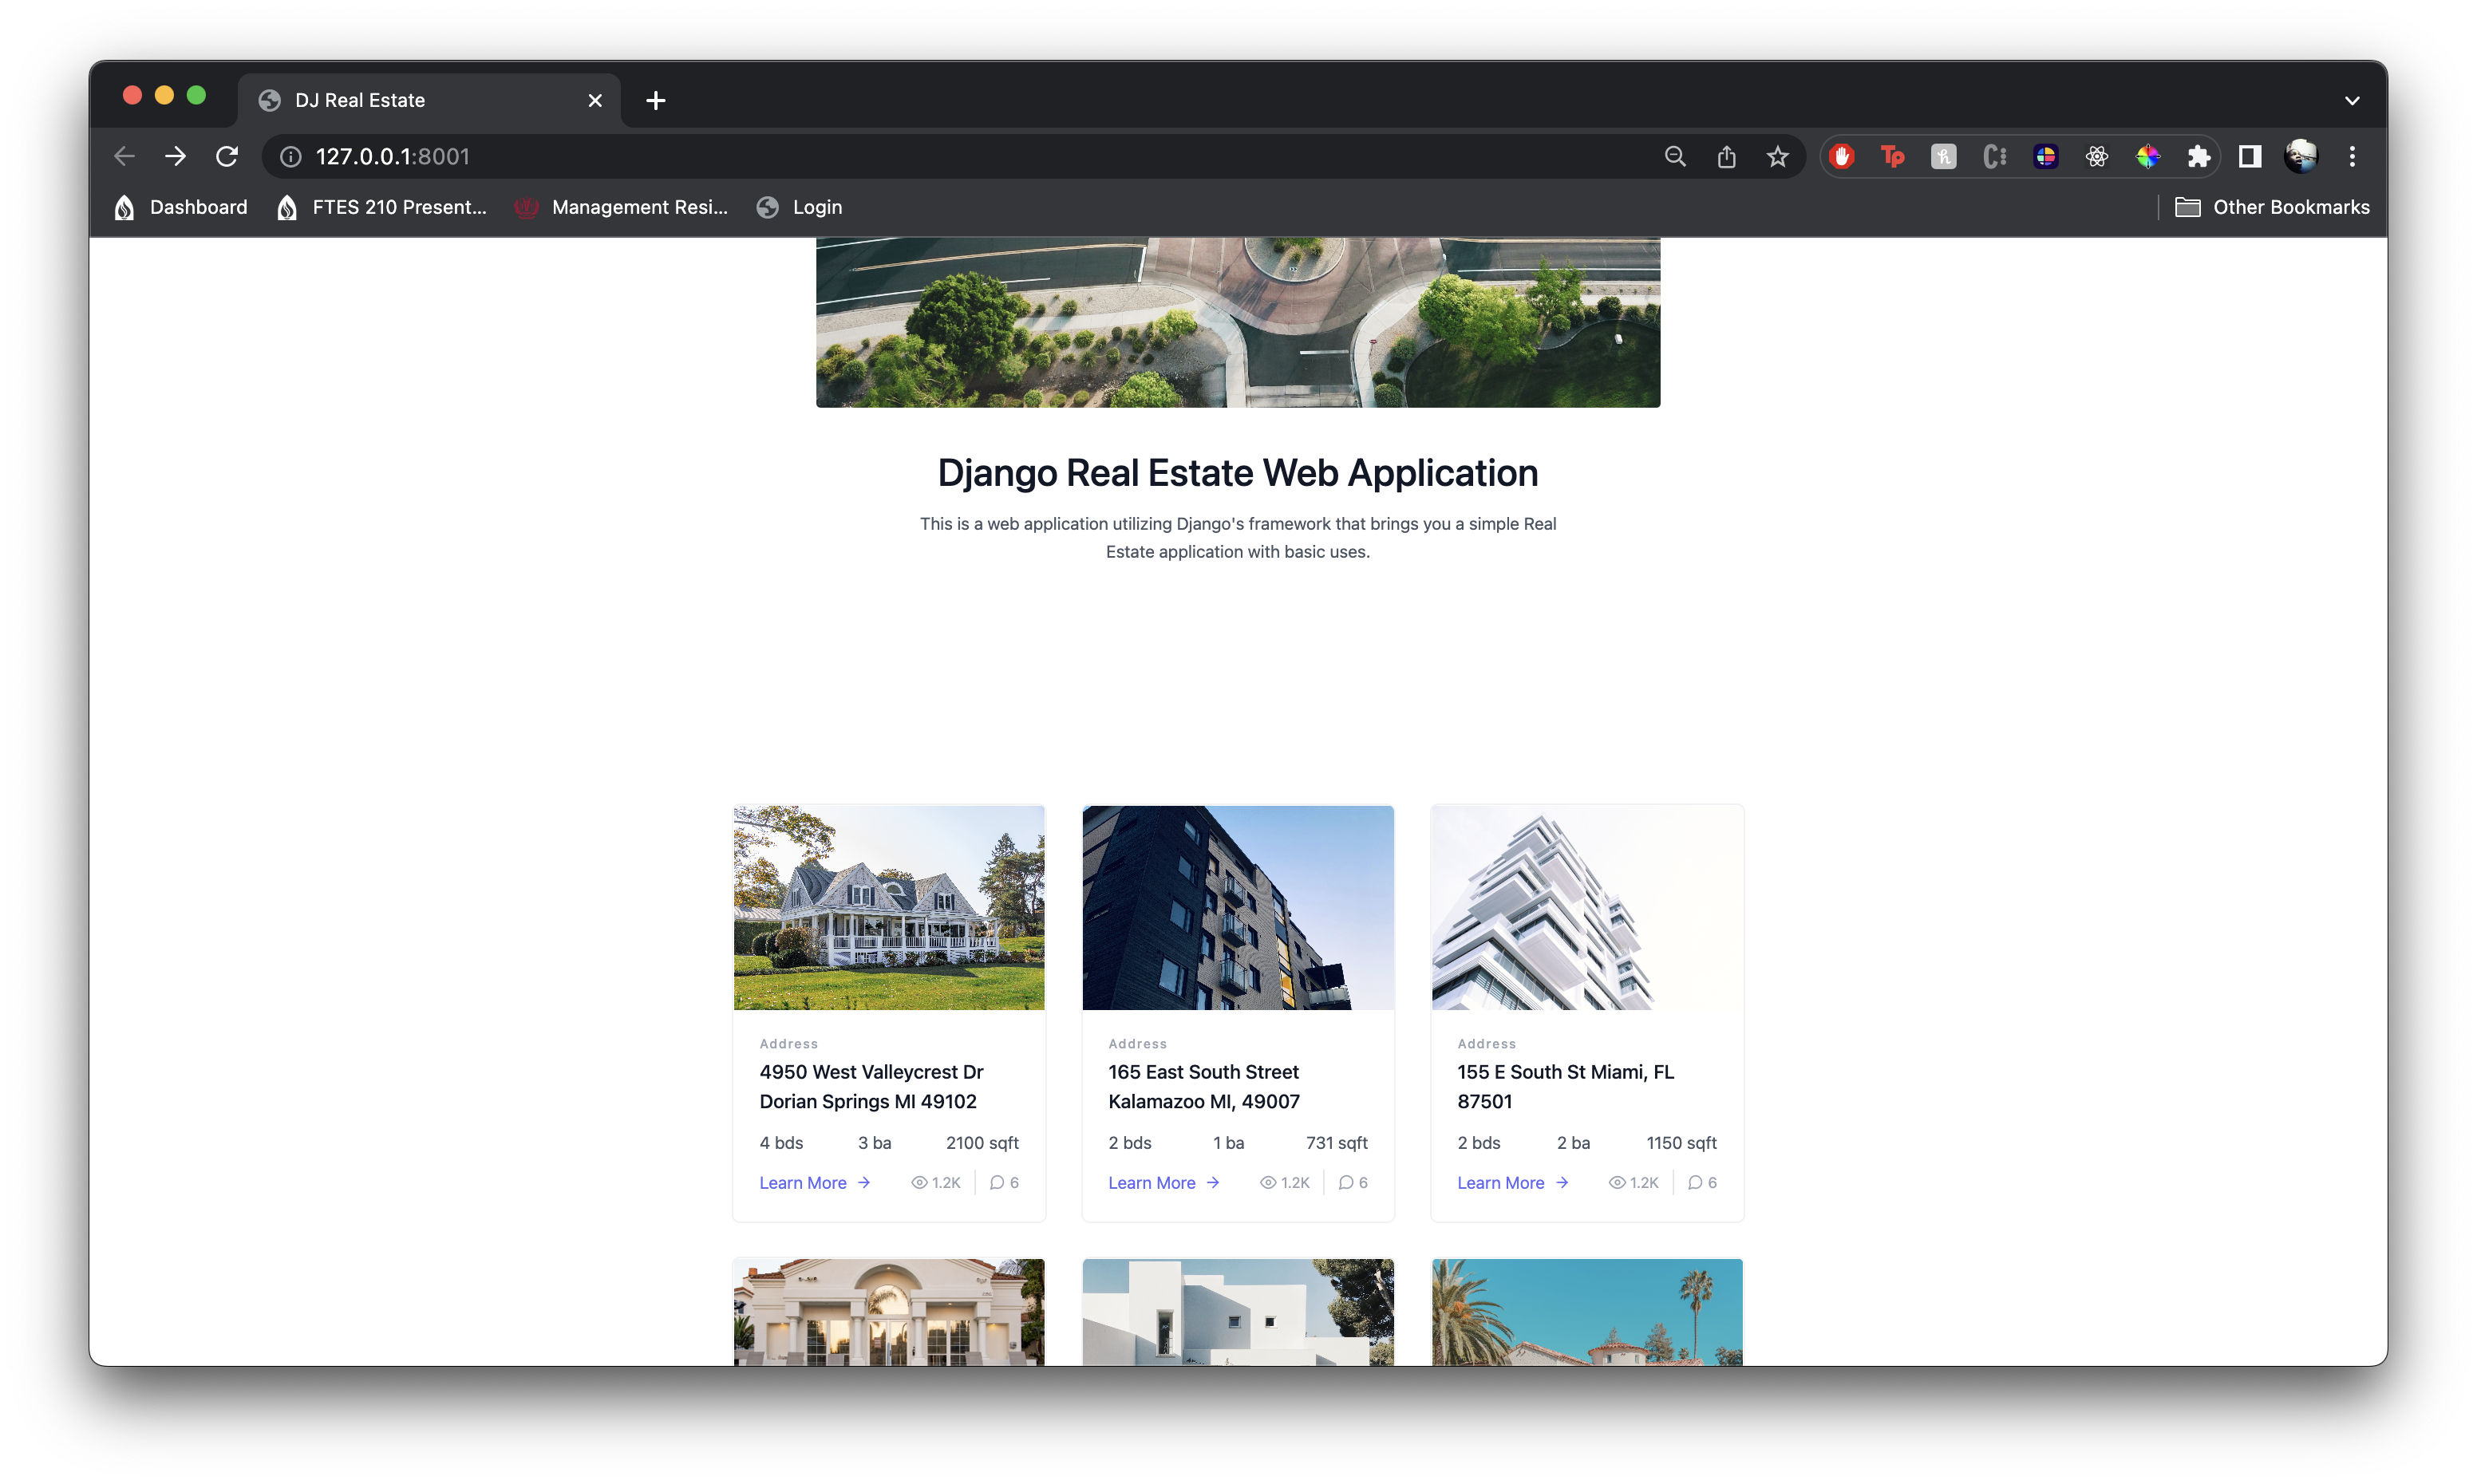 DJ Real Estate
127.0.0.1:8001
Tp
Dashboard
FTES 210 Present...
Management Resi...
Login
Other Bookmarks
Django Real Estate Web Application
This is a web application utilizing Django's framework that brings you a simple Real
Estate application with basic uses.
Address
4950 West Valleycrest Dr
Dorian Springs MI 49102
4 bds 3 ba 2100 sqft
Learn More → 1.2K 6
Address
165 East South Street
Kalamazoo MI, 49007
2 bds 1 ba 731 sqft
Learn More → 1.2K 6
Address
155 E South St Miami, FL
87501
2 bds 2 ba 1150 sqft
Learn More → 1.2K 6